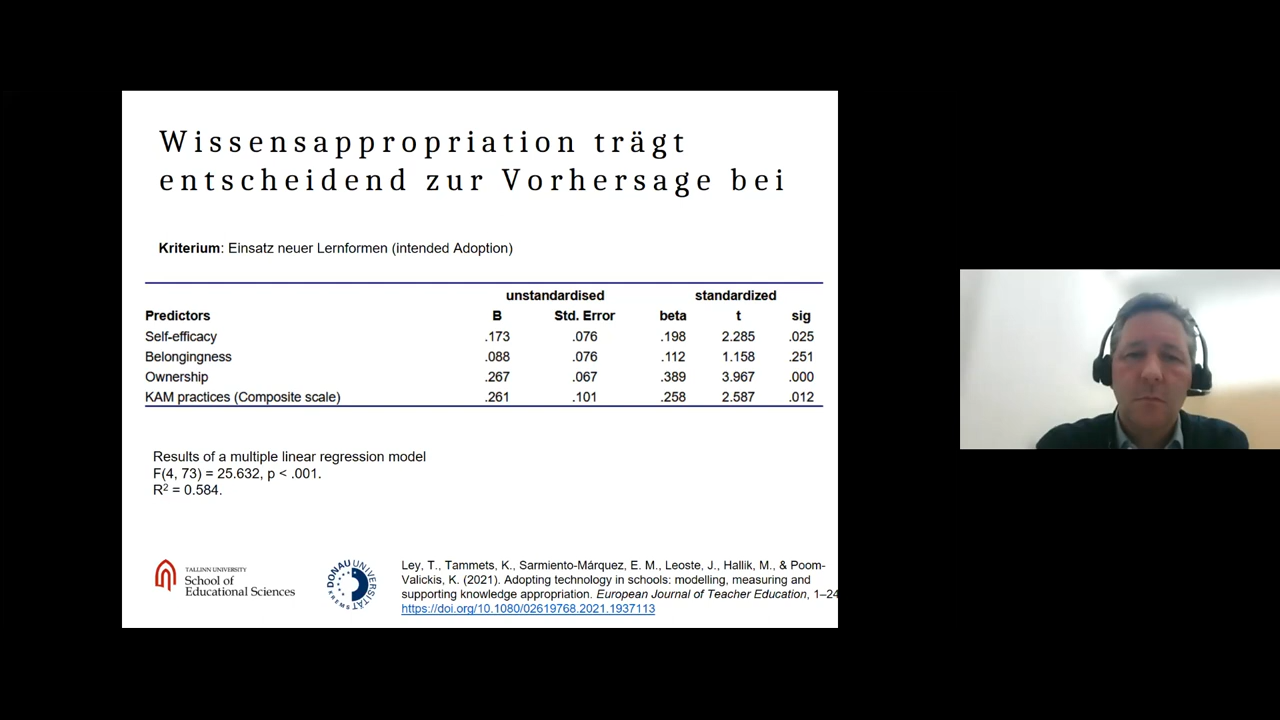 Wissensappropriation trägt
entscheidend zur Vorhersage bei
Kriterium: Einsatz neuer Lernformen (intended Adoption)
unstandardised standardized
Predictors B Std. Error beta t sig
Self-efficacy .173 .076 .198 2.285 .025
Belongingness .088 .076 .112 1.158 .251
Ownership .267 .067 .389 3.967 .000
KAM practices (Composite scale) .261 .101 .258 2.587 .012
Results of a multiple linear regression model
F(4, 73) = 25.632, p < .001.
R² = 0.584.
TALLINN UNIVERSITY
School of
Educational Sciences
DONAU UNIVERSITÄT KREMS
Ley, T., Tammets, K., Sarmiento-Márquez, E. M., Leoste, J., Hallik, M., & Poom-
Valickis, K. (2021). Adopting technology in schools: modelling, measuring and
supporting knowledge appropriation. European Journal of Teacher Education, 1–24
https://doi.org/10.1080/02619768.2021.1937113